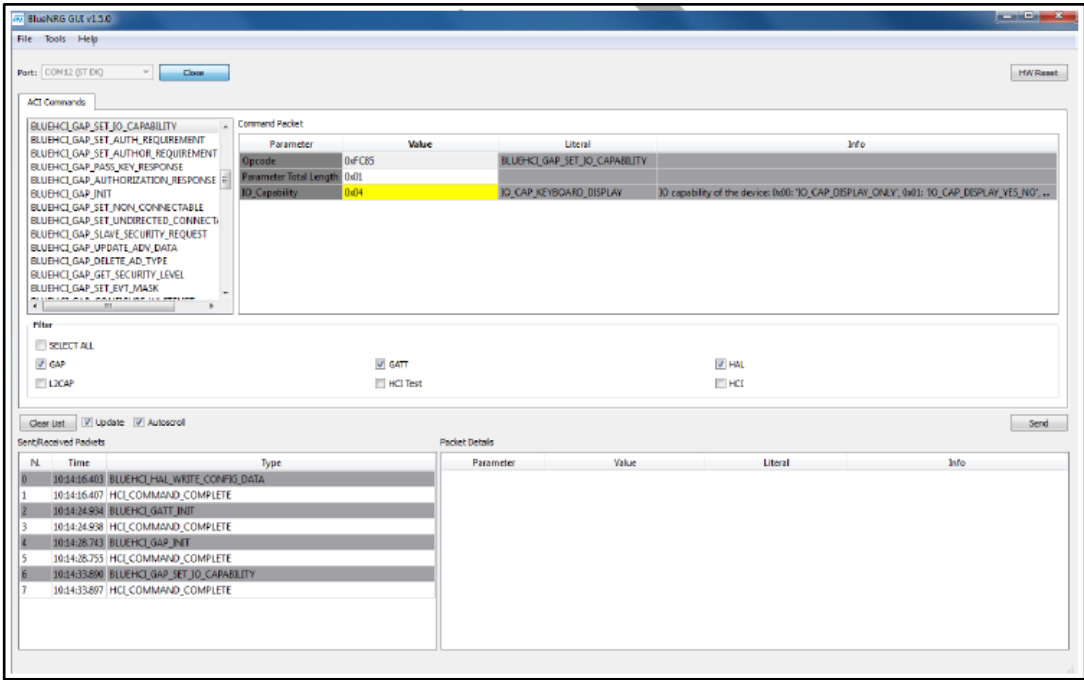 BlueNRG GUI v1.5.0
File Tools Help
Port: COM12 (ST DK) Close HW Reset
ACI Commands
BLUEHCI_GAP_SET_IO_CAPABILITY
BLUEHCI_GAP_SET_AUTH_REQUIREMENT
BLUEHCI_GAP_SET_AUTHOR_REQUIREMENT
BLUEHCI_GAP_PASS_KEY_RESPONSE
BLUEHCI_GAP_AUTHORIZATION_RESPONSE
BLUEHCI_GAP_INIT
BLUEHCI_GAP_SET_NON_CONNECTABLE
BLUEHCI_GAP_SET_UNDIRECTED_CONNECT
BLUEHCI_GAP_SLAVE_SECURITY_REQUEST
BLUEHCI_GAP_UPDATE_ADV_DATA
BLUEHCI_GAP_DELETE_AD_TYPE
BLUEHCI_GAP_GET_SECURITY_LEVEL
BLUEHCI_GAP_SET_EVT_MASK
Command Packet
Parameter Value Literal Info
Opcode 0xFC85 BLUEHCI_GAP_SET_IO_CAPABILITY
Parameter Total Length 0x01
IO_Capability 0x04 IO_CAP_KEYBOARD_DISPLAY IO capability of the device: 0x00: 'IO_CAP_DISPLAY_ONLY', 0x01: 'IO_CAP_DISPLAY_YES_NO', ...
Filter
SELECT ALL
GAP GATT HAL
L2CAP HCI Test HCI
Clear List Update Autoscroll Send
Sent/Received Packets
N. Time Type
0 10:14:16.403 BLUEHCI_HAL_WRITE_CONFIG_DATA
1 10:14:16.407 HCI_COMMAND_COMPLETE
2 10:14:24.934 BLUEHCI_GATT_INIT
3 10:14:24.938 HCI_COMMAND_COMPLETE
4 10:14:28.743 BLUEHCI_GAP_INIT
5 10:14:28.755 HCI_COMMAND_COMPLETE
6 10:14:33.890 BLUEHCI_GAP_SET_IO_CAPABILITY
7 10:14:33.897 HCI_COMMAND_COMPLETE
Packet Details
Parameter Value Literal Info